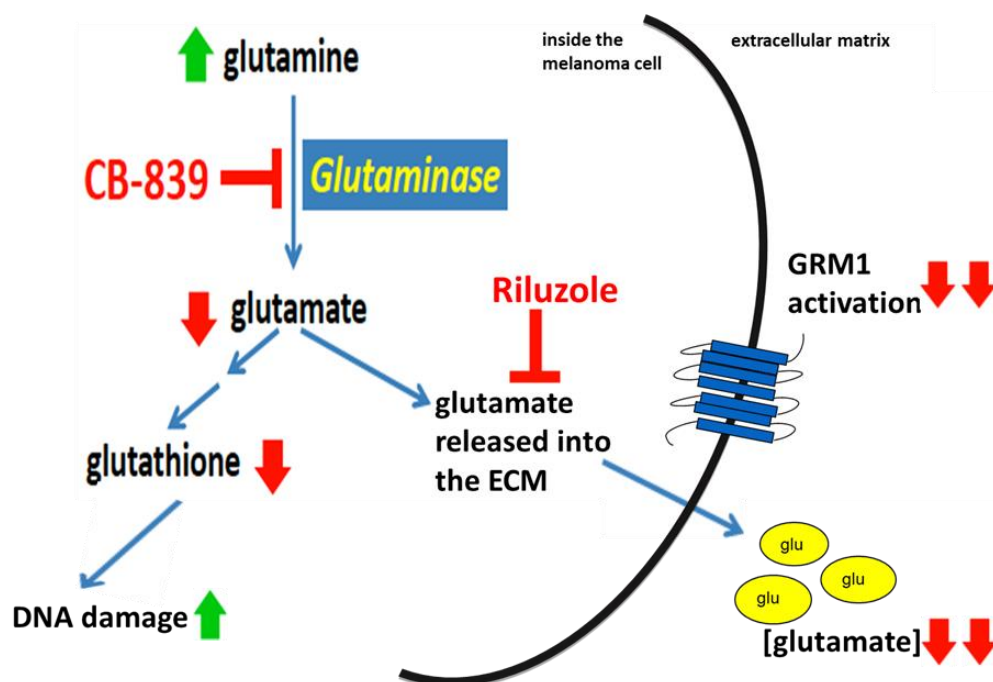 glutamine
inside the
melanoma cell
extracellular matrix
CB-839
Glutaminase
GRM1
activation
glutamate
Riluzole
glutamate
released into
the ECM
glutathione
DNA damage
glu
glu
glu
[glutamate]